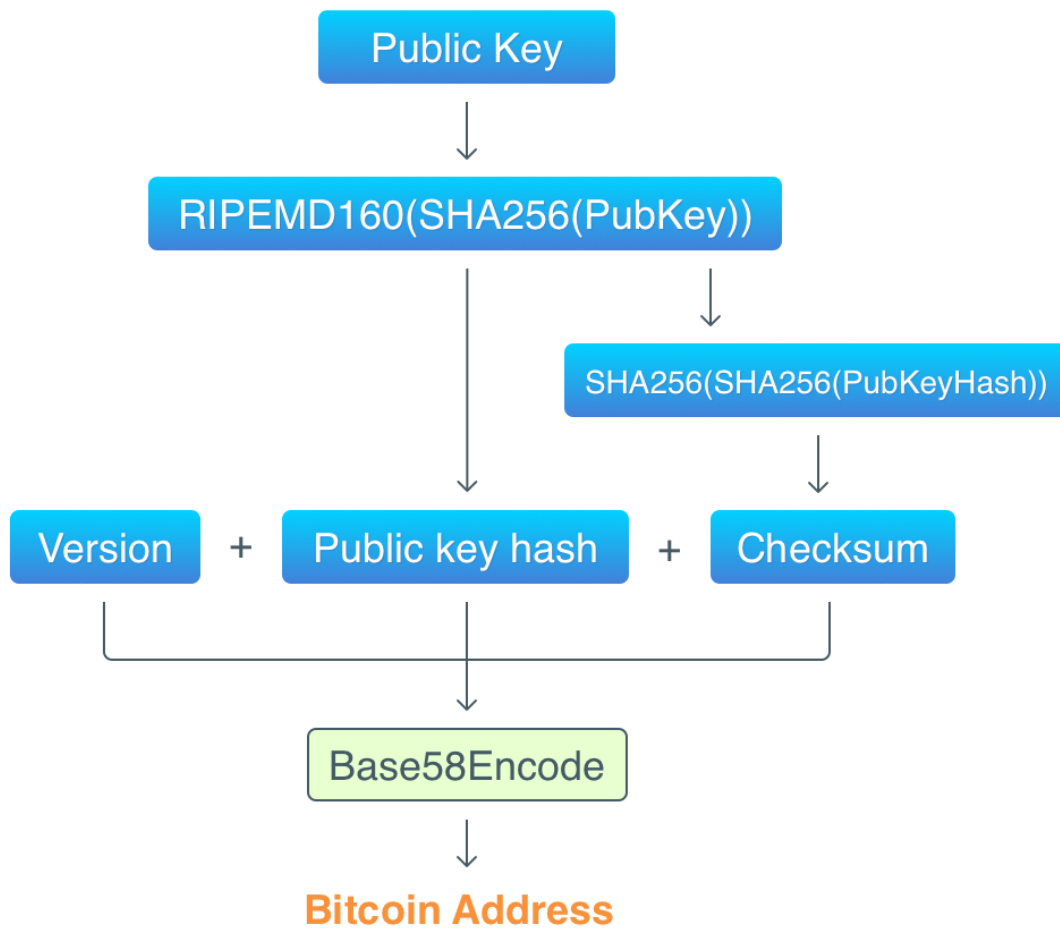 Public Key
RIPEMD160(SHA256(PubKey))
SHA256(SHA256(PubKeyHash))
Version + Public key hash + Checksum
Base58Encode
Bitcoin Address